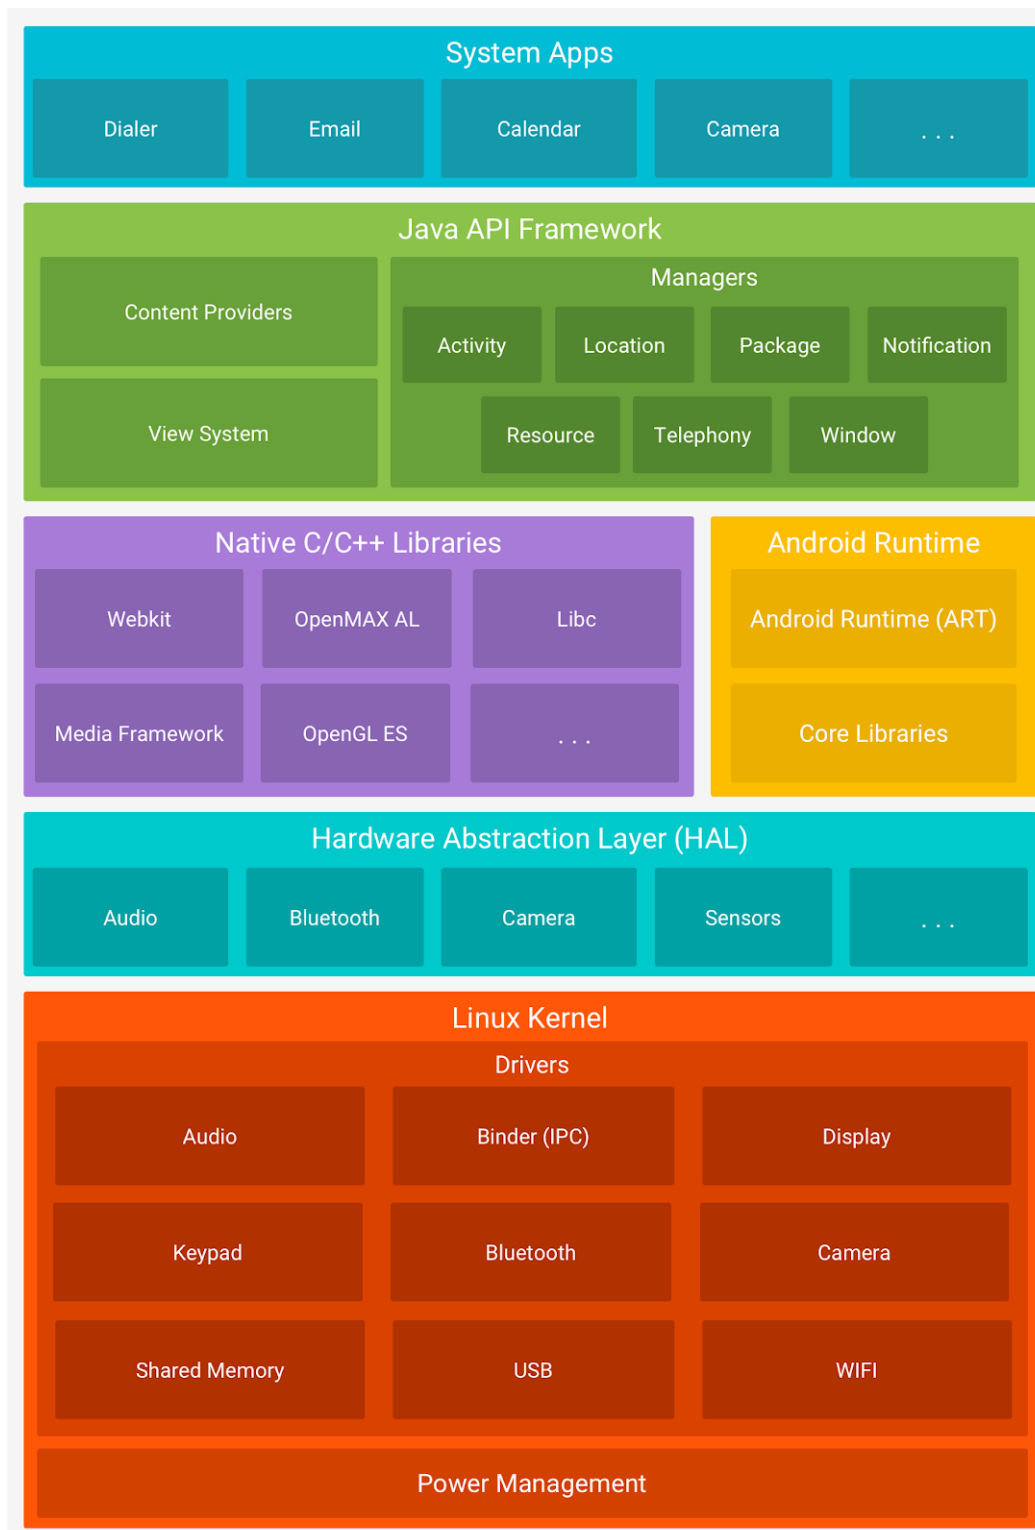 System Apps
Dialer
Email
Calendar
Camera
. . .
Java API Framework
Content Providers
View System
Managers
Activity
Location
Package
Notification
Resource
Telephony
Window
Native C/C++ Libraries
Webkit
OpenMAX AL
Libc
Media Framework
OpenGL ES
. . .
Android Runtime
Android Runtime (ART)
Core Libraries
Hardware Abstraction Layer (HAL)
Audio
Bluetooth
Camera
Sensors
. . .
Linux Kernel
Drivers
Audio
Binder (IPC)
Display
Keypad
Bluetooth
Camera
Shared Memory
USB
WIFI
Power Management